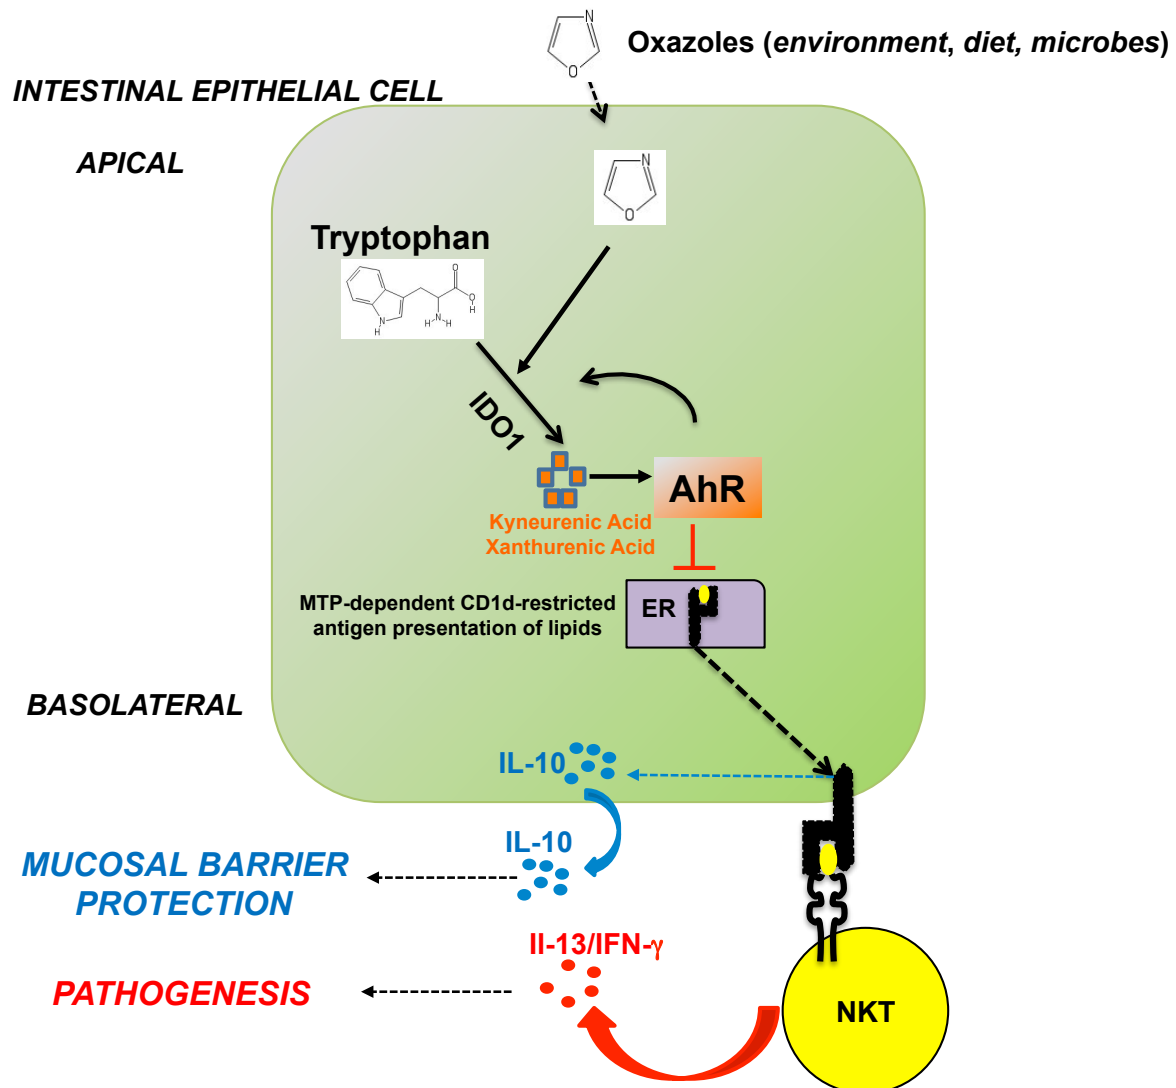 Oxazoles (environment, diet, microbes)
N
O
INTESTINAL EPITHELIAL CELL
APICAL
N
O
Tryptophan
O
O
H
N
H
H N H
IDO1
AhR
Kyneurenic Acid
Xanthurenic Acid
MTP-dependent CD1d-restricted
antigen presentation of lipids
ER
BASOLATERAL
IL-10
IL-10
MUCOSAL BARRIER
PROTECTION
Il-13/IFN-γ
PATHOGENESIS
NKT